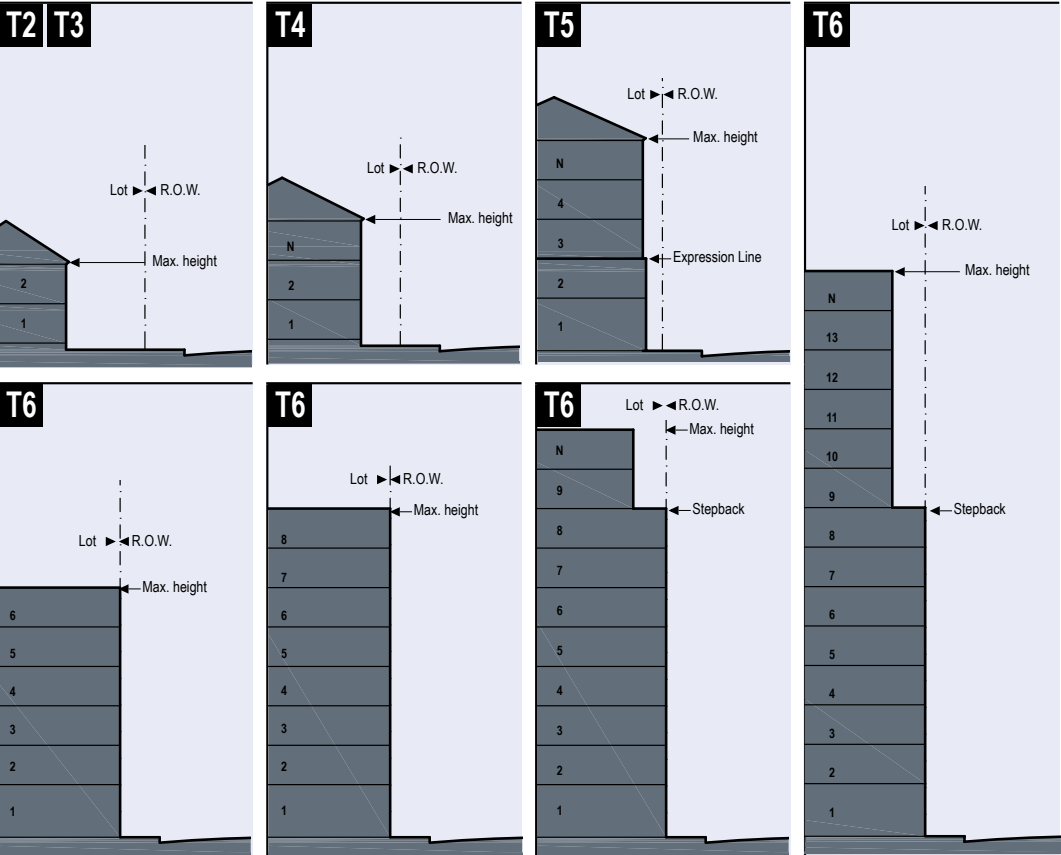 T2 T3
Lot R.O.W.
Max. height
2
1
T4
Lot R.O.W.
Max. height
N
2
1
T5
Lot R.O.W.
Max. height
N
4
3
Expression Line
2
1
T6
Lot R.O.W.
Max. height
N
13
12
11
10
9
Stepback
8
7
6
5
4
3
2
1
T6
Lot R.O.W.
Max. height
6
5
4
3
2
1
T6
Lot R.O.W.
Max. height
8
7
6
5
4
3
2
1
T6
Lot R.O.W.
Max. height
N
9
Stepback
8
7
6
5
4
3
2
1